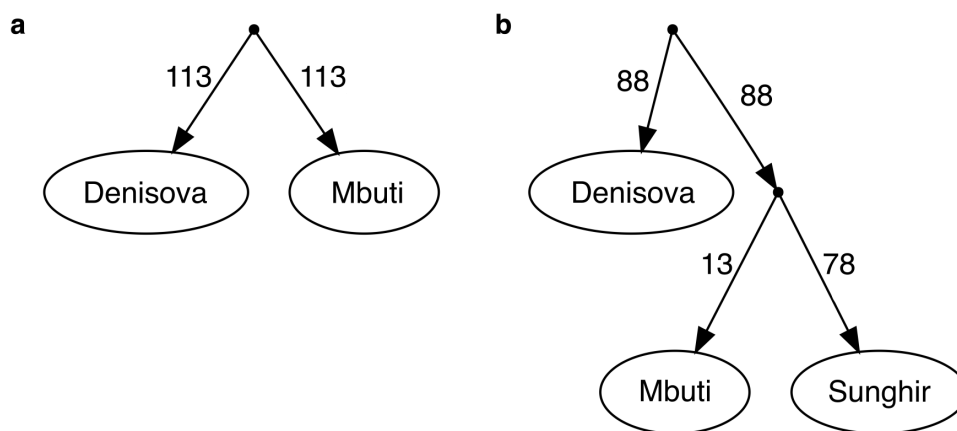 a
113 113
Denisova Mbuti
b
88 88
Denisova
13 78
Mbuti Sunghir